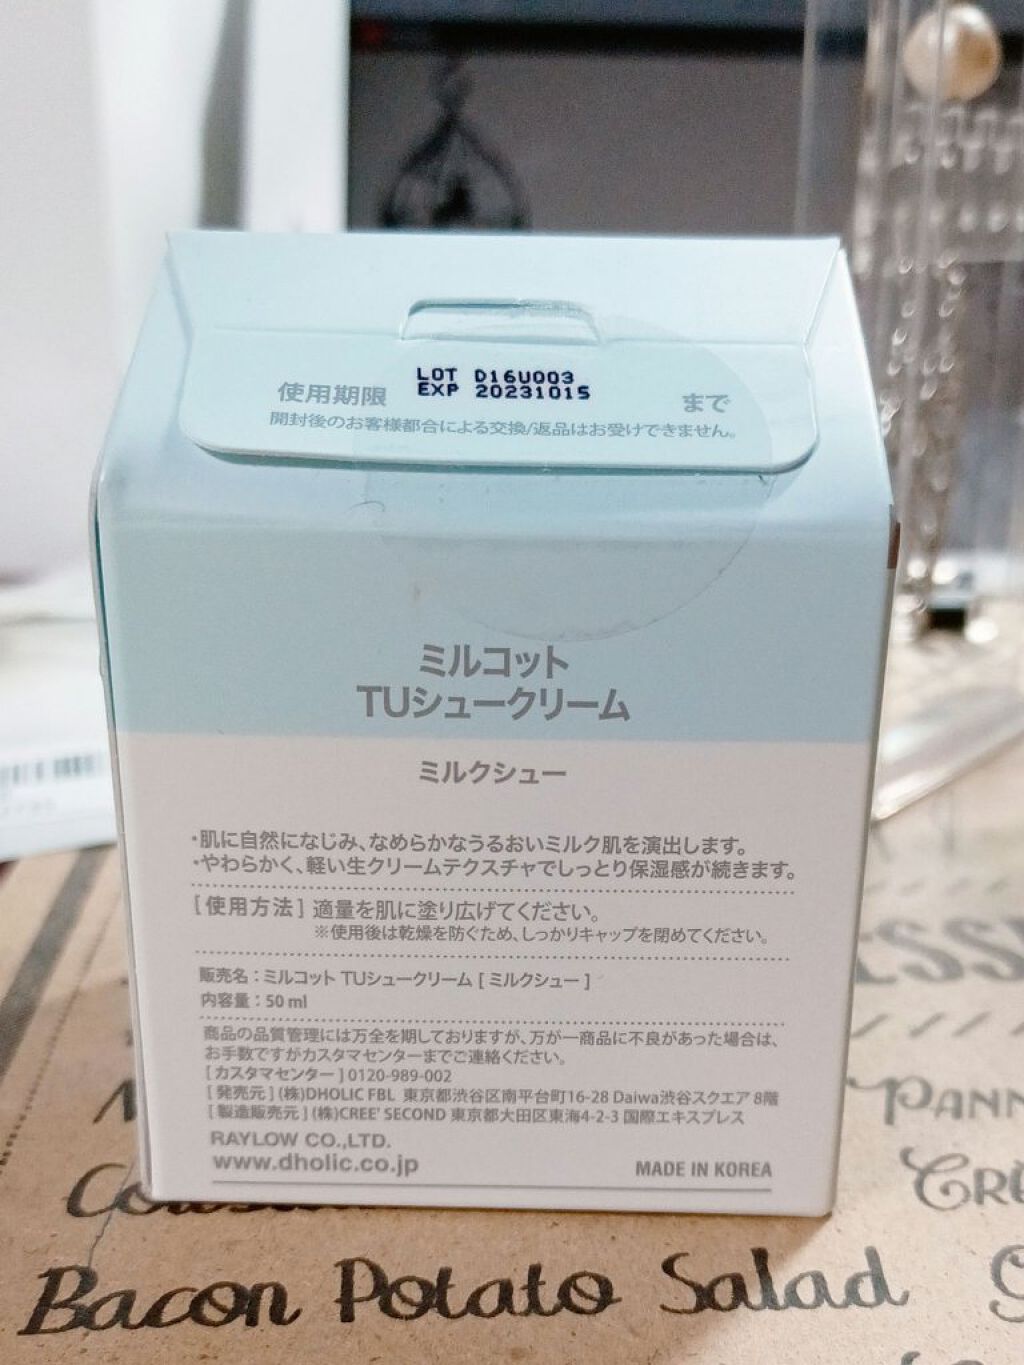 LOT D16U003
使用期限 EXP 20231015 まで
開封後のお客様都合による交換/返品はお受けできません。
ミルコット
TUシュークリーム
ミルクシュー
・肌に自然になじみ、なめらかなうるおいミルク肌を演出します。
・やわらかく、軽い生クリームテクスチャでしっとり保湿感が続きます。
[使用方法] 適量を肌に塗り広げてください。
※使用後は乾燥を防ぐため、しっかりキャップを閉めてください。
販売名：ミルコット TUシュークリーム [ ミルクシュー ]
内容量：50 ml
商品の品質管理には万全を期しておりますが、万が一商品に不良があった場合は、
お手数ですがカスタマセンターまでご連絡ください。
[ カスタマセンター ] 0120-989-002
[ 発売元 ] (株)DHOLIC FBL 東京都渋谷区南平台町16-28 Daiwa渋谷スクエア 8階
[ 製造販売元 ] (株)CREE' SECOND 東京都大田区東海4-2-3 国際エキスプレス
RAYLOW CO.,LTD.
www.dholic.co.jp
MADE IN KOREA
Bacon Potato Salad